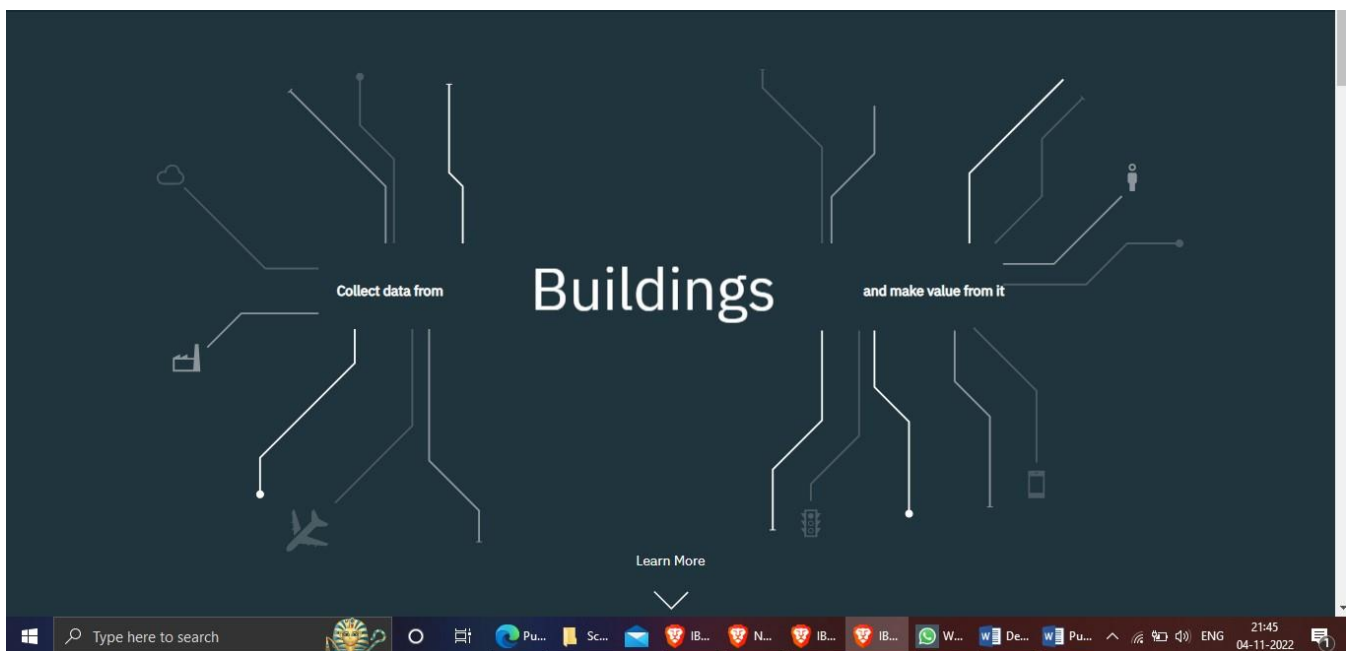 Collect data from Buildings and make value from it
Learn More
Type here to search Pu... Sc... IB... N... IB... IB... W... De... Pu... ENG 21:45
04-11-2022 1